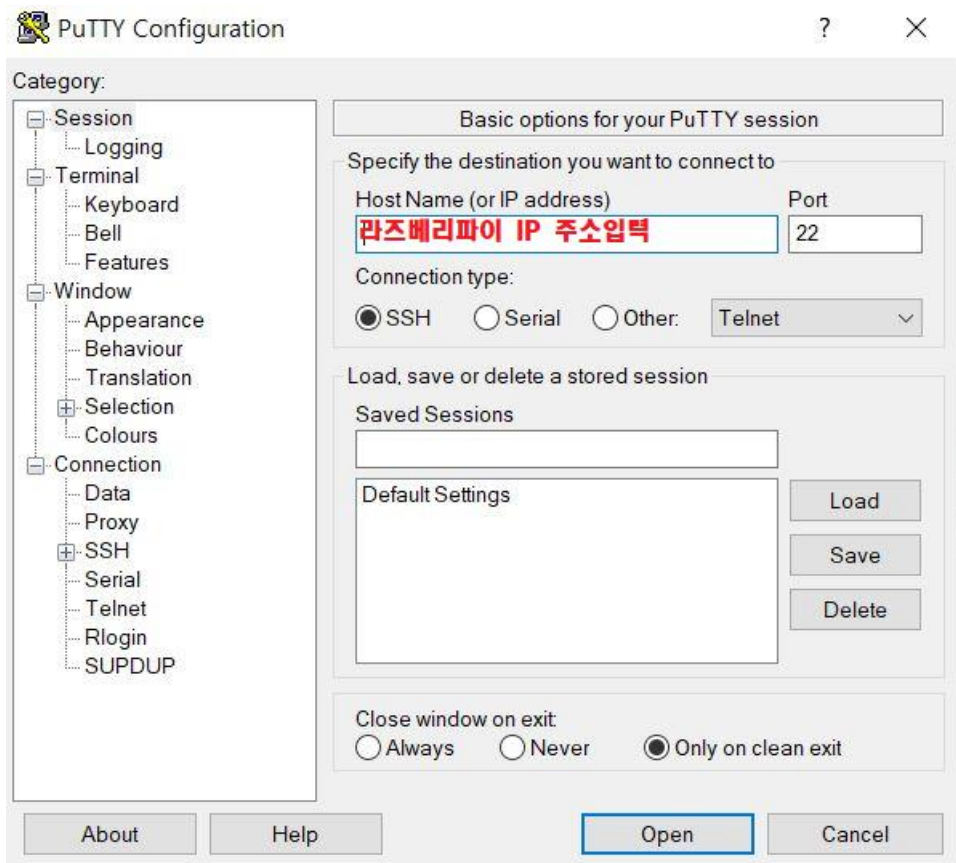 PuTTY Configuration
?
Category:
Session
Logging
Terminal
Keyboard
Bell
Features
Window
Appearance
Behaviour
Translation
Selection
Colours
Connection
Data
Proxy
SSH
Serial
Telnet
Rlogin
SUPDUP
Basic options for your PuTTY session
Specify the destination you want to connect to
Host Name (or IP address) Port
라즈베리파이 IP 주소입력 22
Connection type:
SSH Serial Other: Telnet
Load, save or delete a stored session
Saved Sessions
Default Settings
Load
Save
Delete
Close window on exit:
Always Never Only on clean exit
About Help Open Cancel